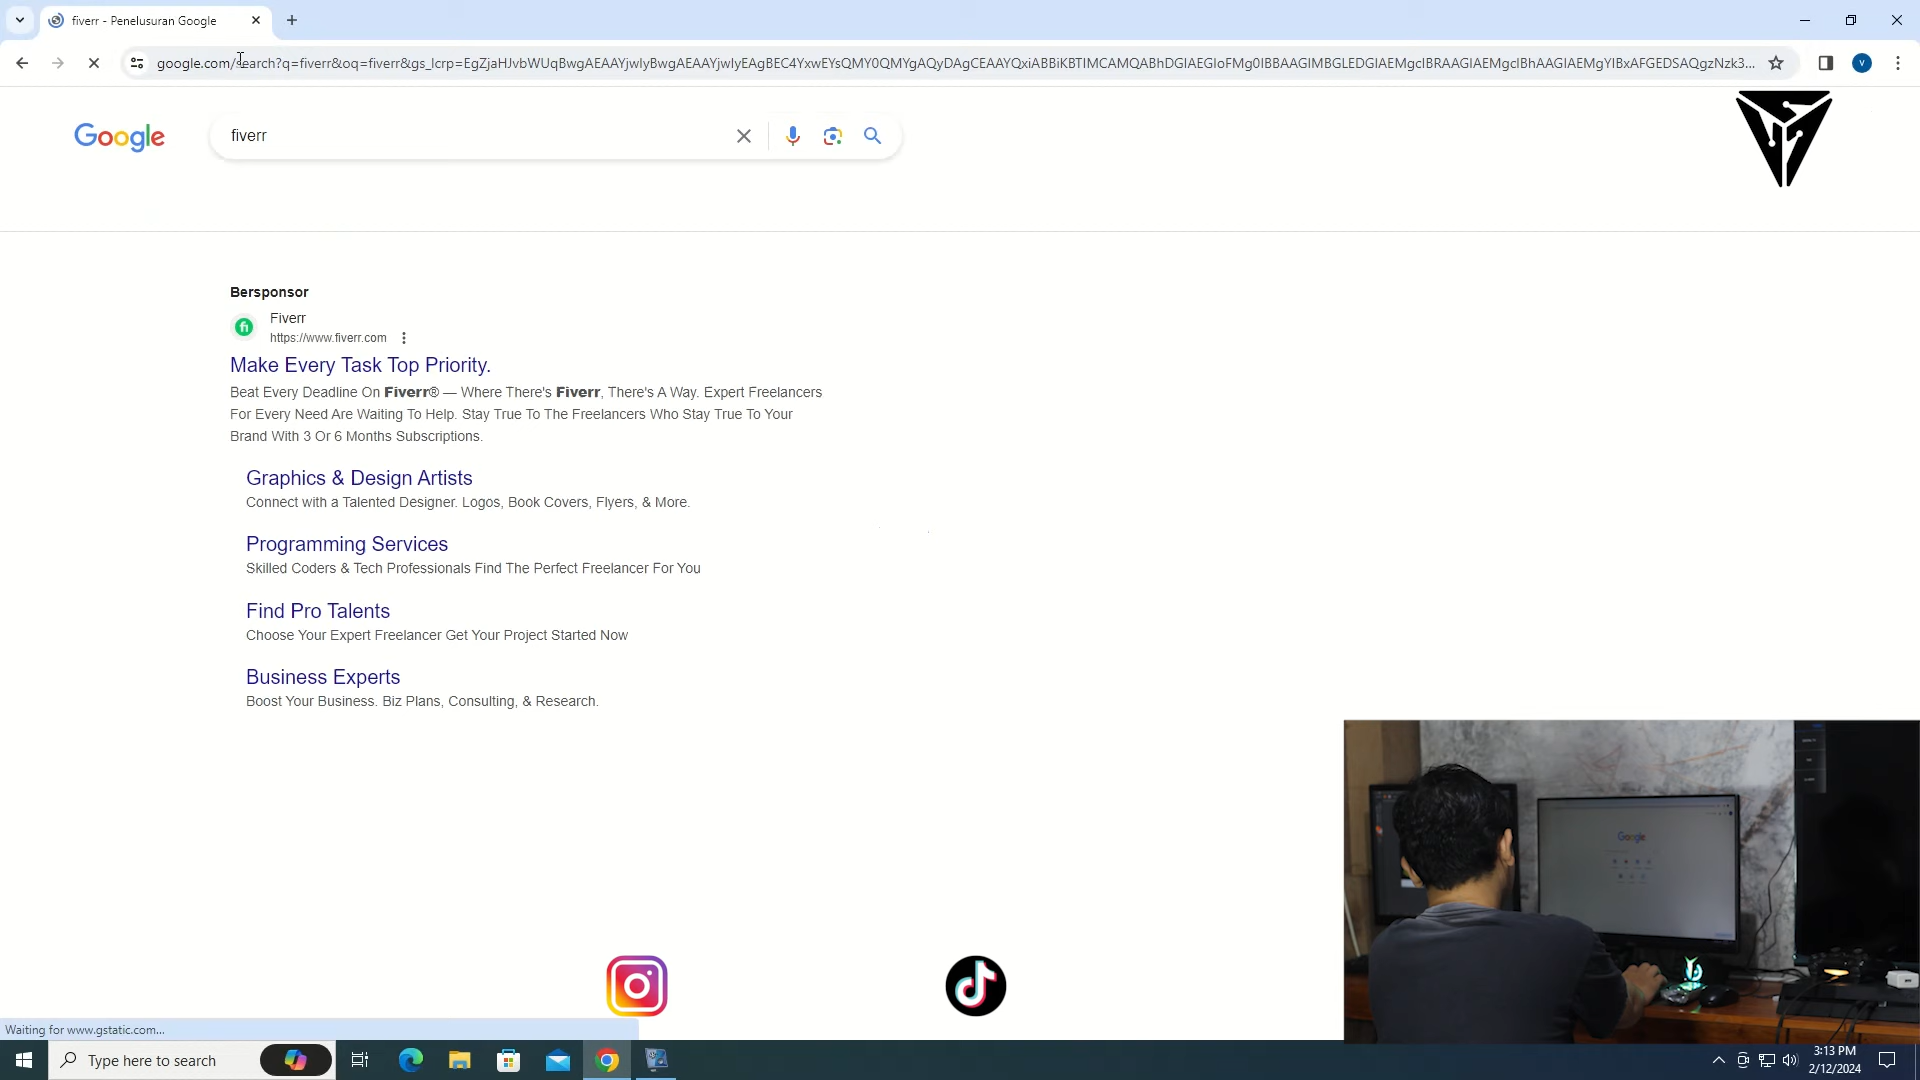 fiverr - Penelusuran Google
google.com/search?q=fiverr&oq=fiverr&gs_lcrp=EgZjaHJvbWUqBwgAEAAYjwIyBwgAEAAYjwIyEAgBEC4YxwEYsQMY0QMYgAQyDAgCEAAYQxiABBiKBTIMCAMQABhDGIAEGIoFMg0IBBAAGIMBGLEDGIAEMgcIBRAAGIAEMgcIBhAAGIAEMgYIBxAFGEDSAQgzNzk3...
V
Google
fiverr
Bersponsor
fi
Fiverr
https://www.fiverr.com
Make Every Task Top Priority.
Beat Every Deadline On Fiverr® — Where There's Fiverr, There's A Way. Expert Freelancers
For Every Need Are Waiting To Help. Stay True To The Freelancers Who Stay True To Your
Brand With 3 Or 6 Months Subscriptions.
Graphics & Design Artists
Connect with a Talented Designer. Logos, Book Covers, Flyers, & More.
Programming Services
Skilled Coders & Tech Professionals Find The Perfect Freelancer For You
Find Pro Talents
Choose Your Expert Freelancer Get Your Project Started Now
Business Experts
Boost Your Business. Biz Plans, Consulting, & Research.
Google
Waiting for www.gstatic.com...
Type here to search
3:13 PM
2/12/2024